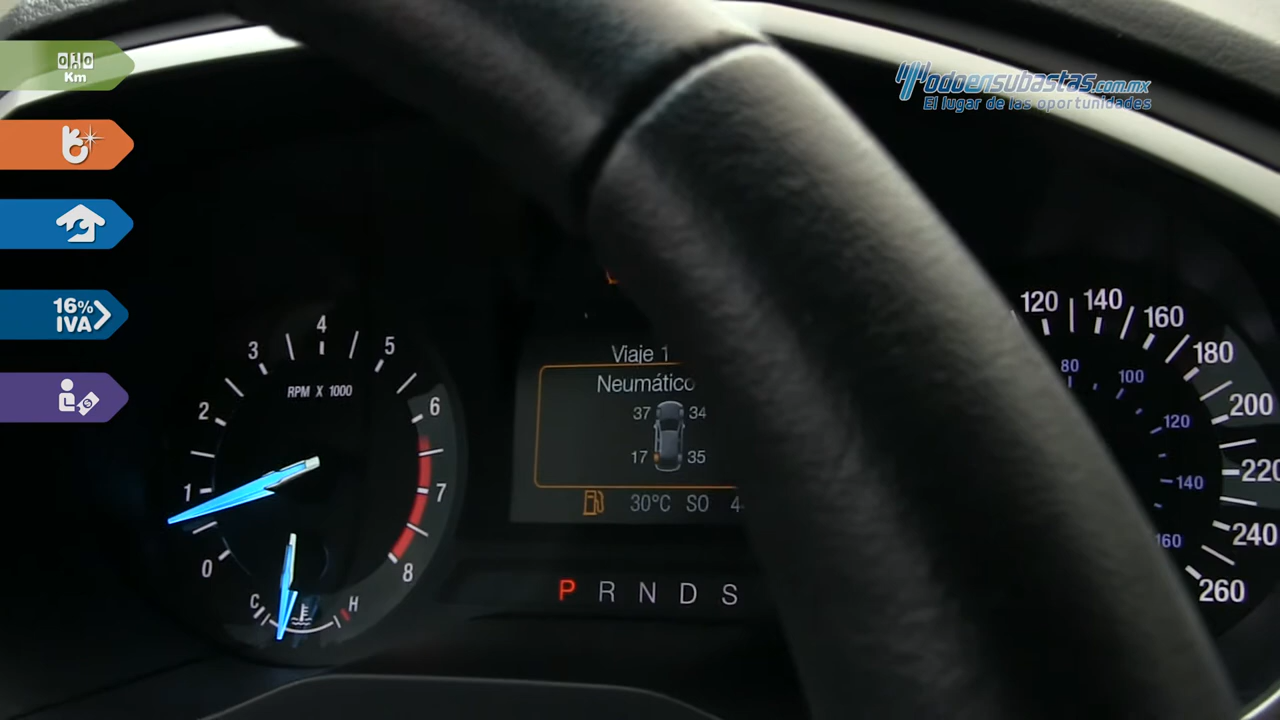 010
Km
16%
IVA
Todoensubastas.com.mx
El lugar de las oportunidades
0 1 2 3 4 5 6 7 8
RPM X 1000
C H
Viaje 1
Neumático
37 34
17 35
30°C SO
P R N D S
120 140 160 180 200 220 240 260
80 100 120 140 160